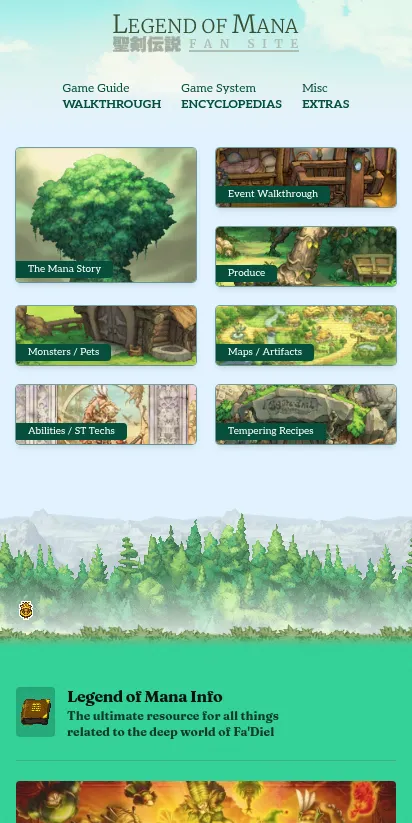 LEGEND OF MANA
聖剣伝説 FAN SITE
Game Guide
WALKTHROUGH
Game System
ENCYCLOPEDIAS
Misc
EXTRAS
The Mana Story
Event Walkthrough
Produce
Monsters / Pets
Maps / Artifacts
Abilities / ST Techs
Tempering Recipes
Legend of Mana Info
The ultimate resource for all things
related to the deep world of Fa'Diel